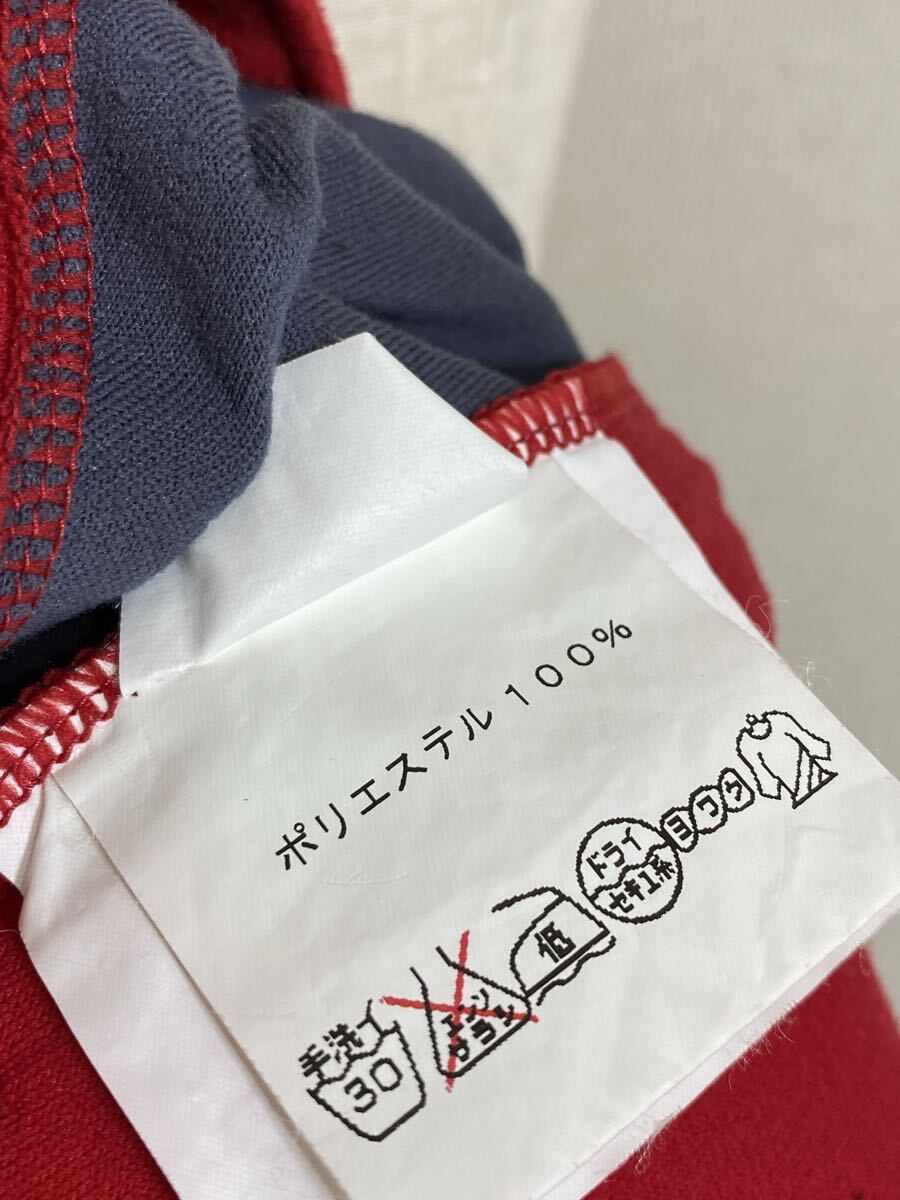 ポリエステル100%
手洗イ
30
エンソ
サラシ
低
ドライ
セキユ系
ヨワク